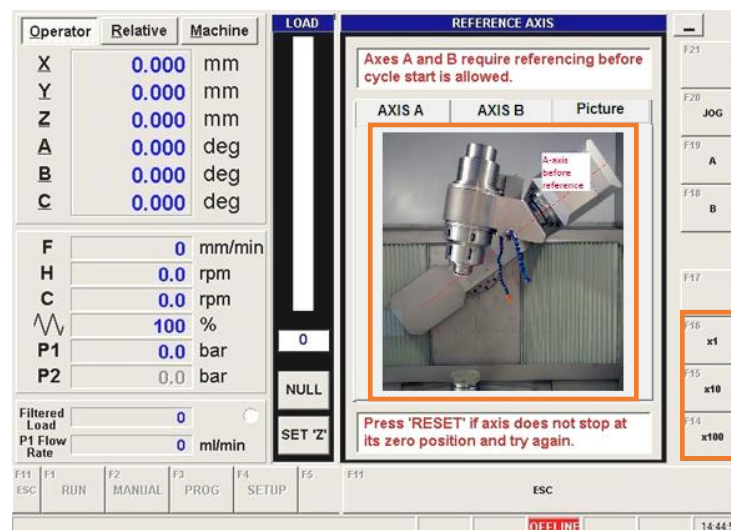 Operator Relative Machine
X 0.000 mm
Y 0.000 mm
Z 0.000 mm
A 0.000 deg
B 0.000 deg
C 0.000 deg
F 0 mm/min
H 0.0 rpm
C 0.0 rpm
100 %
P1 0.0 bar
P2 0.0 bar
Filtered
Load
0
P1 Flow
Rate
0 ml/min
LOAD
0
NULL
SET 'Z'
REFERENCE AXIS
Axes A and B require referencing before
cycle start is allowed.
AXIS A AXIS B Picture
A-axis
before
reference
Press 'RESET' if axis does not stop at
its zero position and try again.
F21
F20
JOG
F19
A
F18
B
F17
F16
x1
F15
x10
F14
x100
F11
ESC
F1
RUN
F2
MANUAL
F3
PROG
F4
SETUP
F5
F11
ESC
OFFLINE